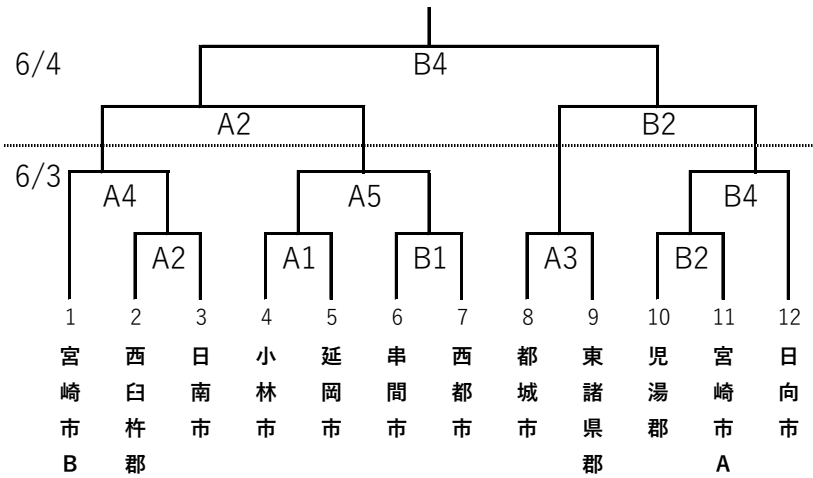 6/4
B4
A2
B2
6/3
A4
A5
B4
A2
A1
B1
A3
B2
1
2
3
4
5
6
7
8
9
10
11
12
宮崎市B
西臼杵郡
日南市
小林市
延岡市
串間市
西都市
都城市
東諸県郡
児湯郡
宮崎市A
日向市